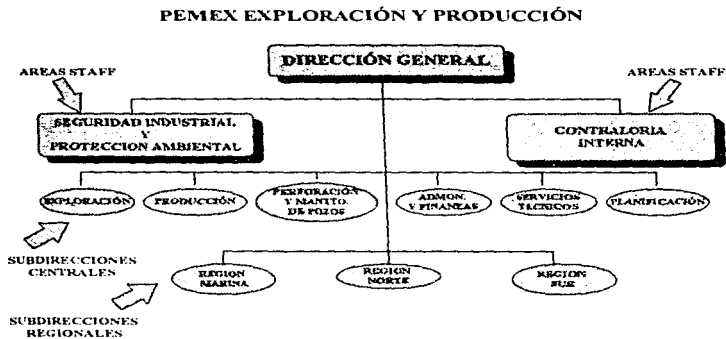 PEMEX EXPLORACIÓN Y PRODUCCIÓN
DIRECCIÓN GENERAL
AREAS STAFF
AREAS STAFF
SEGURIDAD INDUSTRIAL
Y
PROTECCION AMBIENTAL
CONTRALORIA
INTERNA
EXPLORACIÓN
PRODUCCIÓN
PERFORACIÓN
Y MANTTO.
DE POZOS
ADMON.
Y FINANZAS
SERVICIOS
TECNICOS
PLANIFICACIÓN
SUBDIRECCIONES
CENTRALES
REGION
MARINA
REGION
NORTE
REGION
SUR
SUBDIRECCIONES
REGIONALES